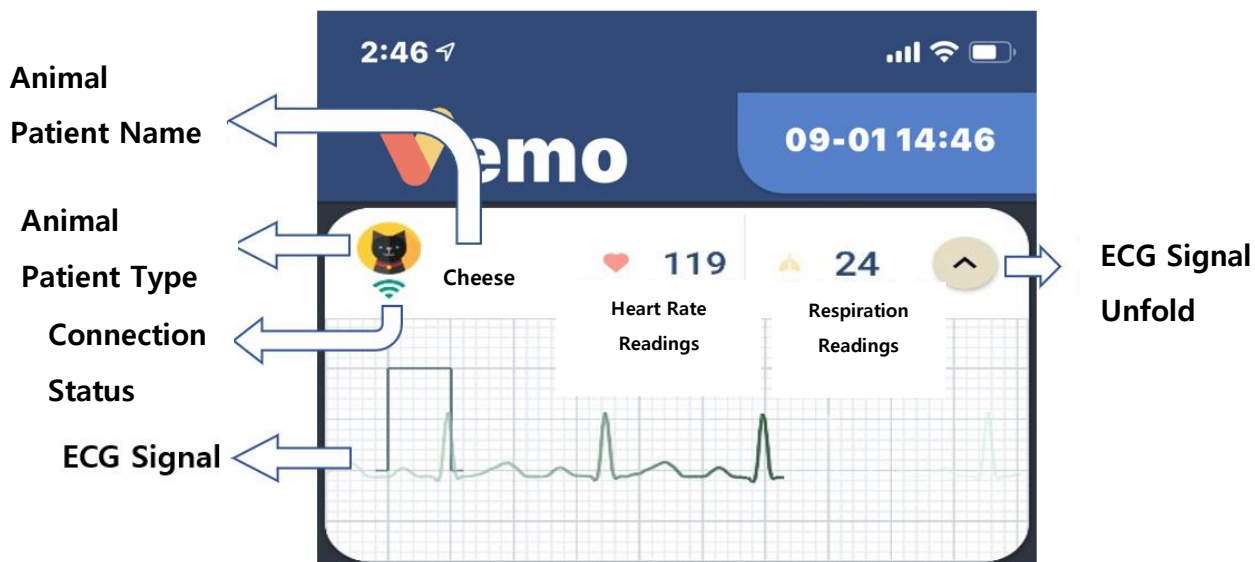 2:46
Animal
Patient Name
Vemo
09-01 14:46
Animal
Patient Type
Cheese
119
24
Heart Rate
Readings
Respiration
Readings
ECG Signal
Unfold
Connection
Status
ECG Signal